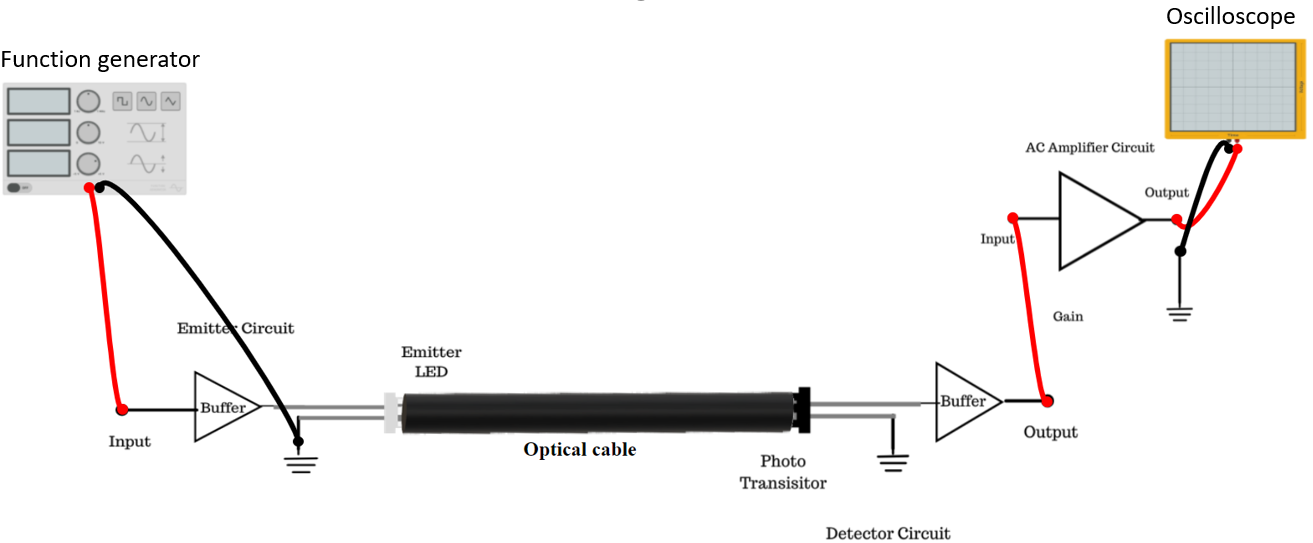 Oscilloscope
Function generator
AC Amplifier Circuit
Output
Input
Gain
Emitter Circuit
Emitter
LED
Buffer
Buffer
Input
Output
Optical cable
Photo
Transisitor
Detector Circuit